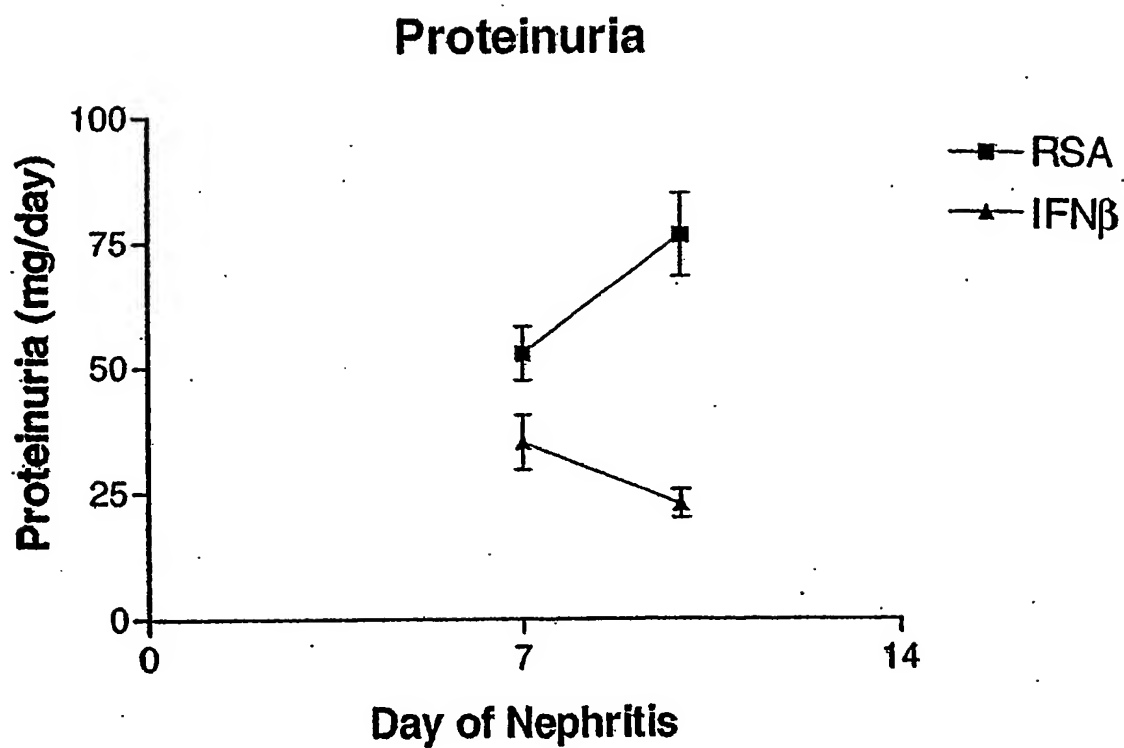 Proteinuria
100
75
50
25
0
Proteinuria (mg/day)
0
7
14
Day of Nephritis
RSA
IFNβ